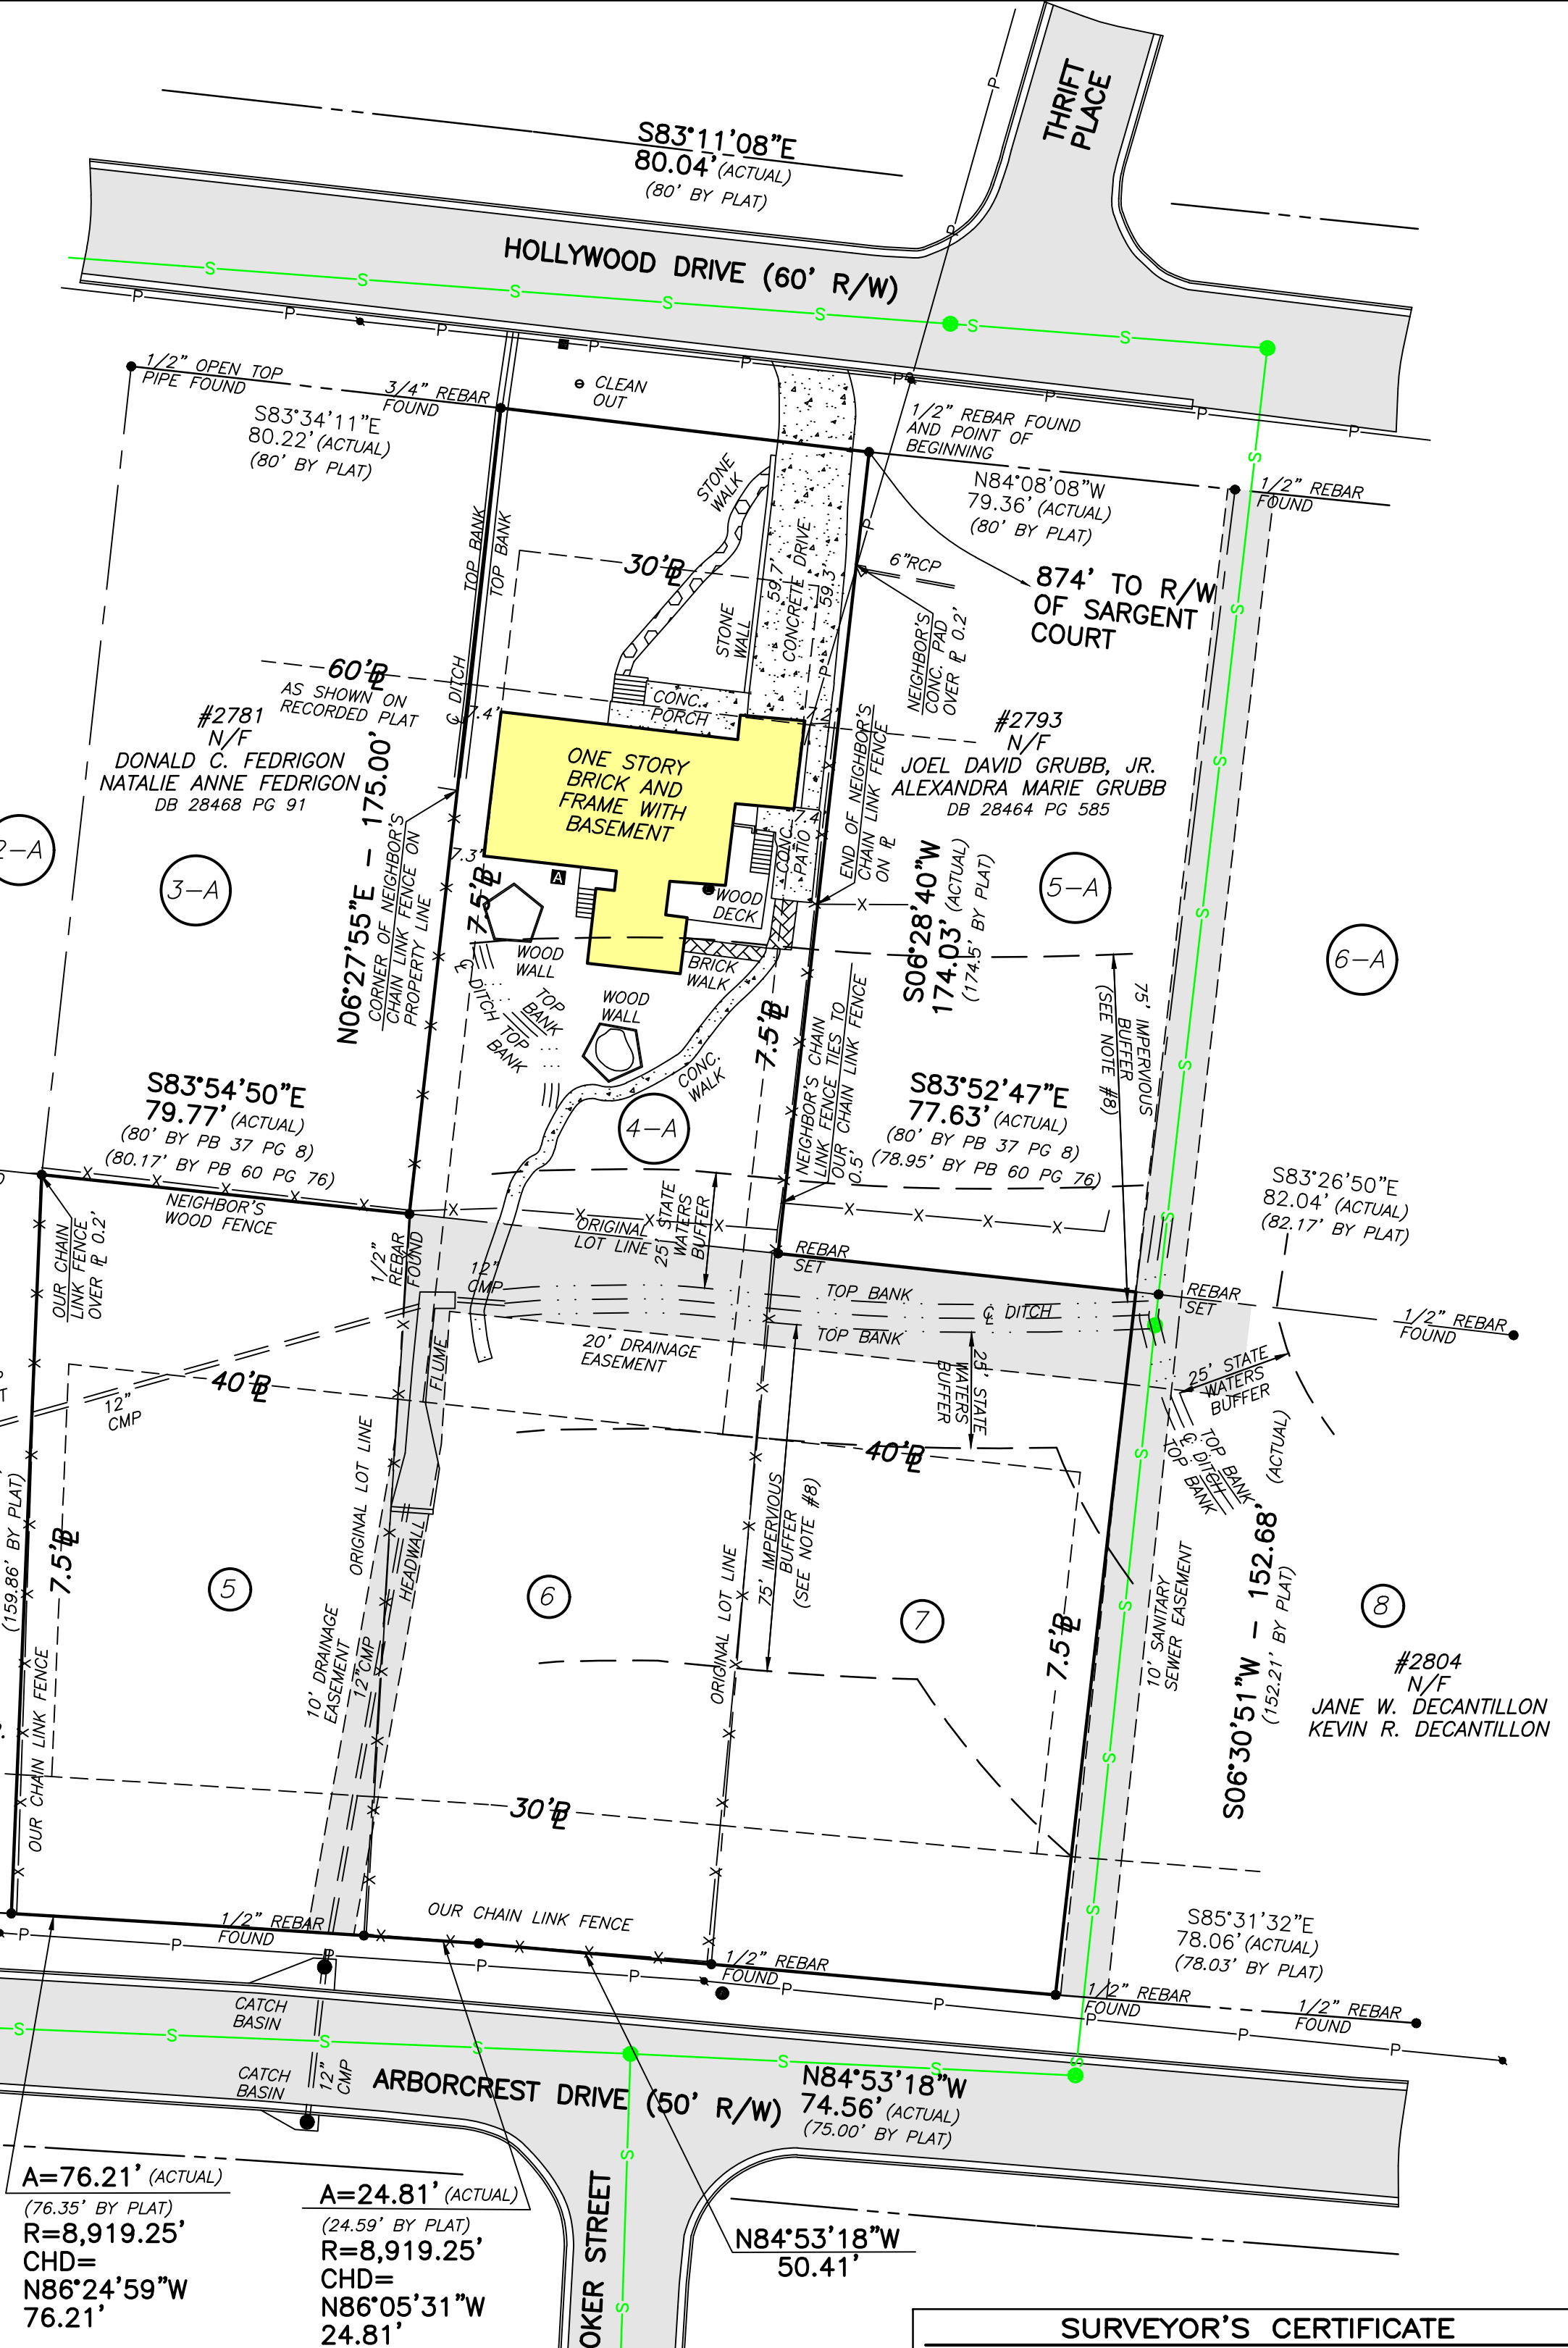 THRIFT
PLACE
S83°11'08"E
80.04' (ACTUAL)
(80' BY PLAT)
HOLLYWOOD DRIVE (60' R/W)
1/2" OPEN TOP
PIPE FOUND
3/4" REBAR
FOUND
CLEAN
OUT
S83°34'11"E
80.22' (ACTUAL)
(80' BY PLAT)
1/2" REBAR FOUND
AND POINT OF
BEGINNING
N84°08'08"W
79.36' (ACTUAL)
(80' BY PLAT)
1/2" REBAR
FOUND
STONE
WALK
TOP BANK
TOP BANK
30'BL
59.7'
CONCRETE DRIVE
59.3'
6"RCP
874' TO R/W
OF SARGENT
COURT
STONE
WALL
NEIGHBOR'S
CONC. PAD
OVER PL 0.2'
60'BL
AS SHOWN ON
RECORDED PLAT
CL DITCH
7.4'
CONC.
PORCH
7.2'
#2781
N/F
DONALD C. FEDRIGON
NATALIE ANNE FEDRIGON
DB 28468 PG 91
#2793
N/F
JOEL DAVID GRUBB, JR.
ALEXANDRA MARIE GRUBB
DB 28464 PG 585
ONE STORY
BRICK AND
FRAME WITH
BASEMENT
END OF NEIGHBOR'S
CHAIN LINK FENCE
ON PL
N06°27'55"E - 175.00'
CORNER OF NEIGHBOR'S
CHAIN LINK FENCE ON
PROPERTY LINE
7.4
CONC.
PATIO
7.3'
7.5'BL
A
WOOD
DECK
2-A
3-A
5-A
6-A
S06°28'40"W
174.03' (ACTUAL)
(174.5' BY PLAT)
WOOD
WALL
BRICK
WALK
CL DITCH
TOP
BANK
TOP
BANK
WOOD
WALL
7.5'BL
CONC.
WALK
4-A
75' IMPERVIOUS
BUFFER
(SEE NOTE #8)
NEIGHBOR'S CHAIN
LINK FENCE TIES TO
OUR CHAIN LINK FENCE
0.5'
S83°54'50"E
79.77' (ACTUAL)
(80' BY PB 37 PG 8)
(80.17' BY PB 60 PG 76)
S83°52'47"E
77.63' (ACTUAL)
(80' BY PB 37 PG 8)
(78.95' BY PB 60 PG 76)
S83°26'50"E
82.04' (ACTUAL)
(82.17' BY PLAT)
NEIGHBOR'S
WOOD FENCE
OUR CHAIN
LINK FENCE
OVER PL 0.2'
1/2"
REBAR
FOUND
ORIGINAL
LOT LINE
25' STATE
WATERS
BUFFER
REBAR
SET
12"
CMP
TOP BANK
CL DITCH
TOP BANK
REBAR
SET
1/2" REBAR
FOUND
20' DRAINAGE
EASEMENT
FLUME
25' STATE
WATERS
BUFFER
25' STATE
WATERS
BUFFER
12"
CMP
40'BL
40'BL
TOP BANK
CL DITCH
TOP BANK
ORIGINAL LOT LINE
(159.86' BY PLAT)
7.5'BL
HEADWALL
75' IMPERVIOUS
BUFFER
(SEE NOTE #8)
ORIGINAL LOT LINE
5
6
7
8
10' DRAINAGE
EASEMENT
12"CMP
7.5'BL
10' SANITARY
SEWER EASEMENT
S06°30'51"W - 152.68' (ACTUAL)
(152.21' BY PLAT)
#2804
N/F
JANE W. DECANTILLON
KEVIN R. DECANTILLON
OUR CHAIN LINK FENCE
30'BL
1/2" REBAR
FOUND
OUR CHAIN LINK FENCE
1/2" REBAR
FOUND
S85°31'32"E
78.06' (ACTUAL)
(78.03' BY PLAT)
1/2" REBAR
FOUND
1/2" REBAR
FOUND
CATCH
BASIN
CATCH
BASIN
12"
CMP
ARBORCREST DRIVE (50' R/W)
N84°53'18"W
74.56' (ACTUAL)
(75.00' BY PLAT)
A=76.21' (ACTUAL)
(76.35' BY PLAT)
R=8,919.25'
CHD=
N86°24'59"W
76.21'
A=24.81' (ACTUAL)
(24.59' BY PLAT)
R=8,919.25'
CHD=
N86°05'31"W
24.81'
OKER STREET
N84°53'18"W
50.41'
SURVEYOR'S CERTIFICATE